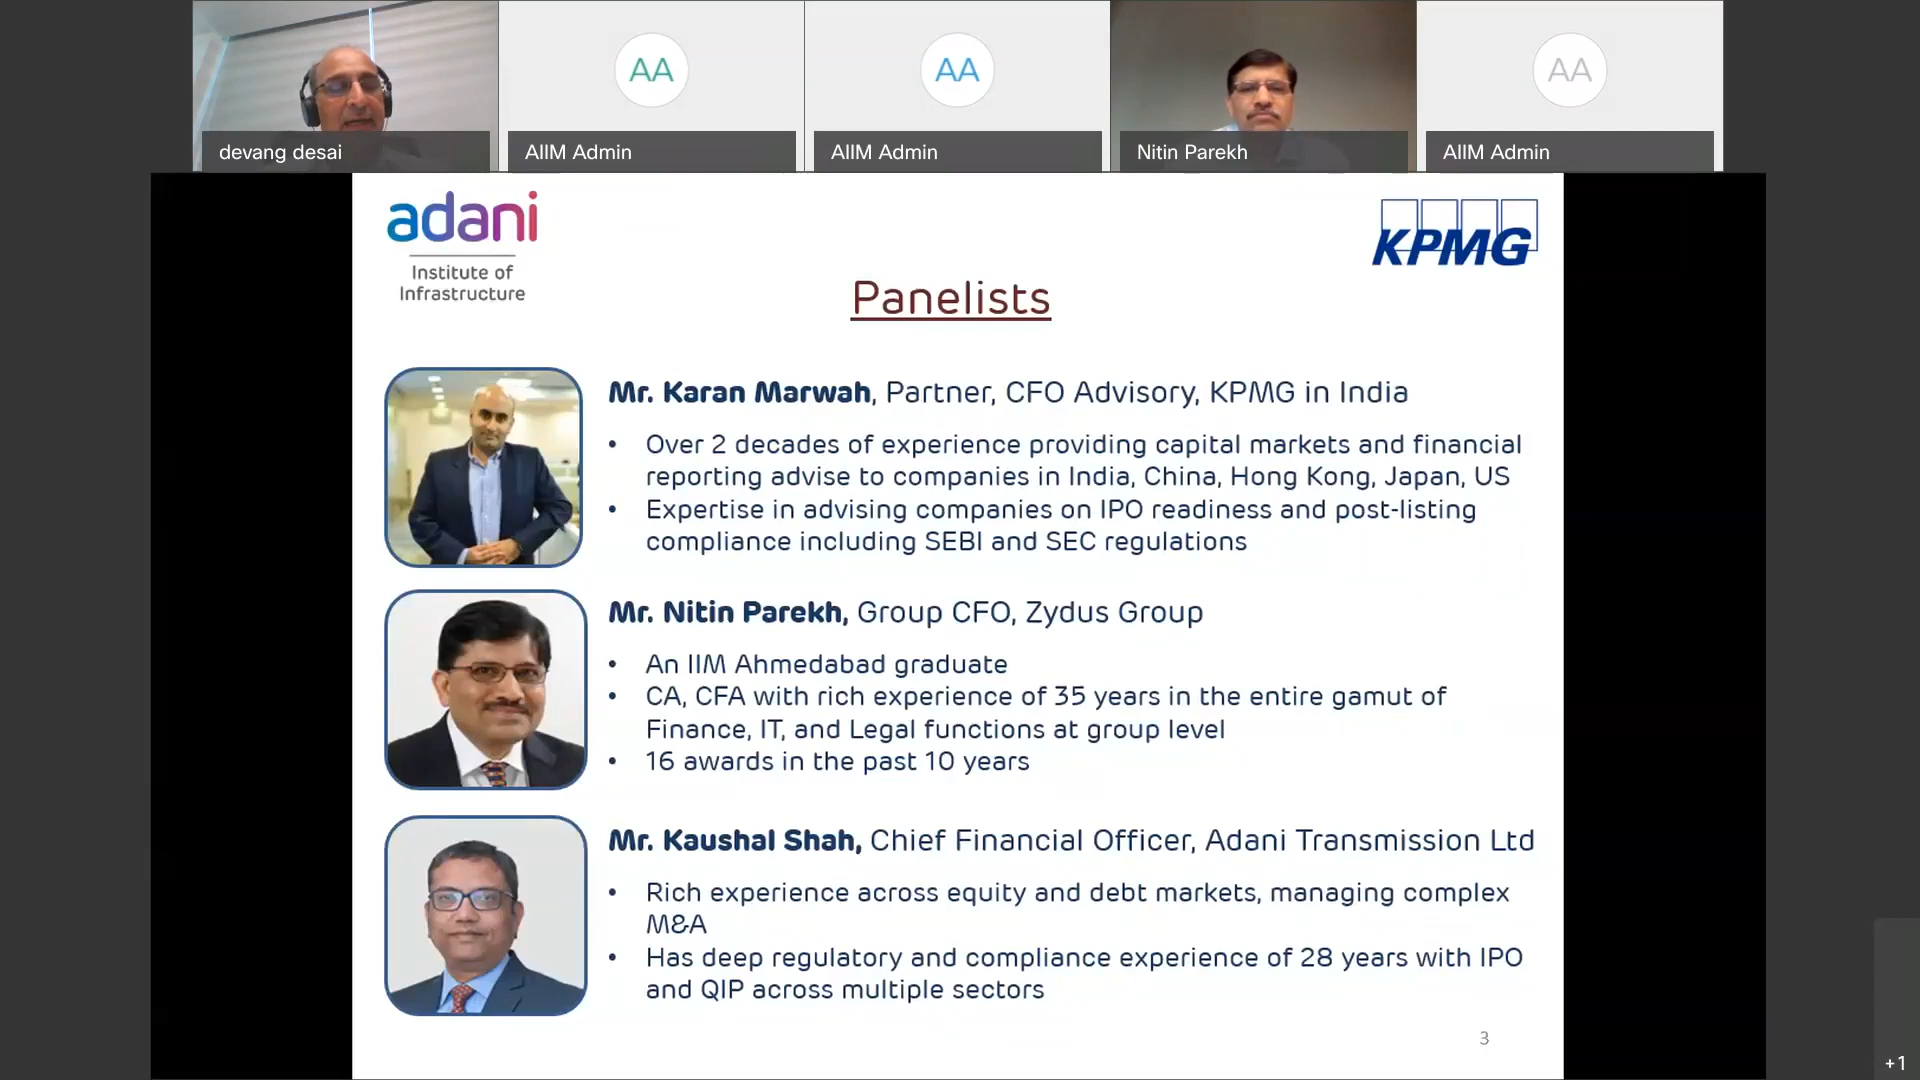 AA
AA
AA
devang desai
AIIM Admin
AIIM Admin
Nitin Parekh
AIIM Admin
adani
Institute of
Infrastructure
KPMG
Panelists
Mr. Karan Marwah, Partner, CFO Advisory, KPMG in India
• Over 2 decades of experience providing capital markets and financial
reporting advise to companies in India, China, Hong Kong, Japan, US
• Expertise in advising companies on IPO readiness and post-listing
compliance including SEBI and SEC regulations
Mr. Nitin Parekh, Group CFO, Zydus Group
• An IIM Ahmedabad graduate
• CA, CFA with rich experience of 35 years in the entire gamut of
Finance, IT, and Legal functions at group level
• 16 awards in the past 10 years
Mr. Kaushal Shah, Chief Financial Officer, Adani Transmission Ltd
• Rich experience across equity and debt markets, managing complex
M&A
• Has deep regulatory and compliance experience of 28 years with IPO
and QIP across multiple sectors
3
+1